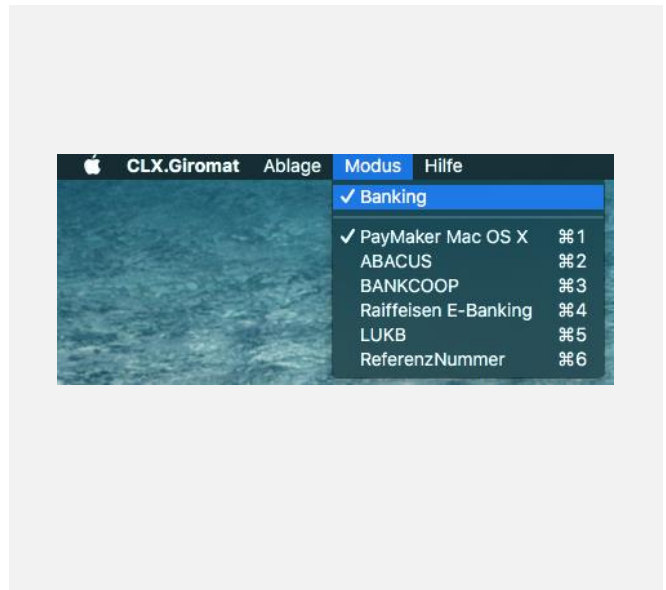 CLX.Giromat Ablage Modus Hilfe
✓ Banking
✓ PayMaker Mac OS X ⌘1
ABACUS ⌘2
BANKCOOP ⌘3
Raiffeisen E-Banking ⌘4
LUKB ⌘5
ReferenzNummer ⌘6